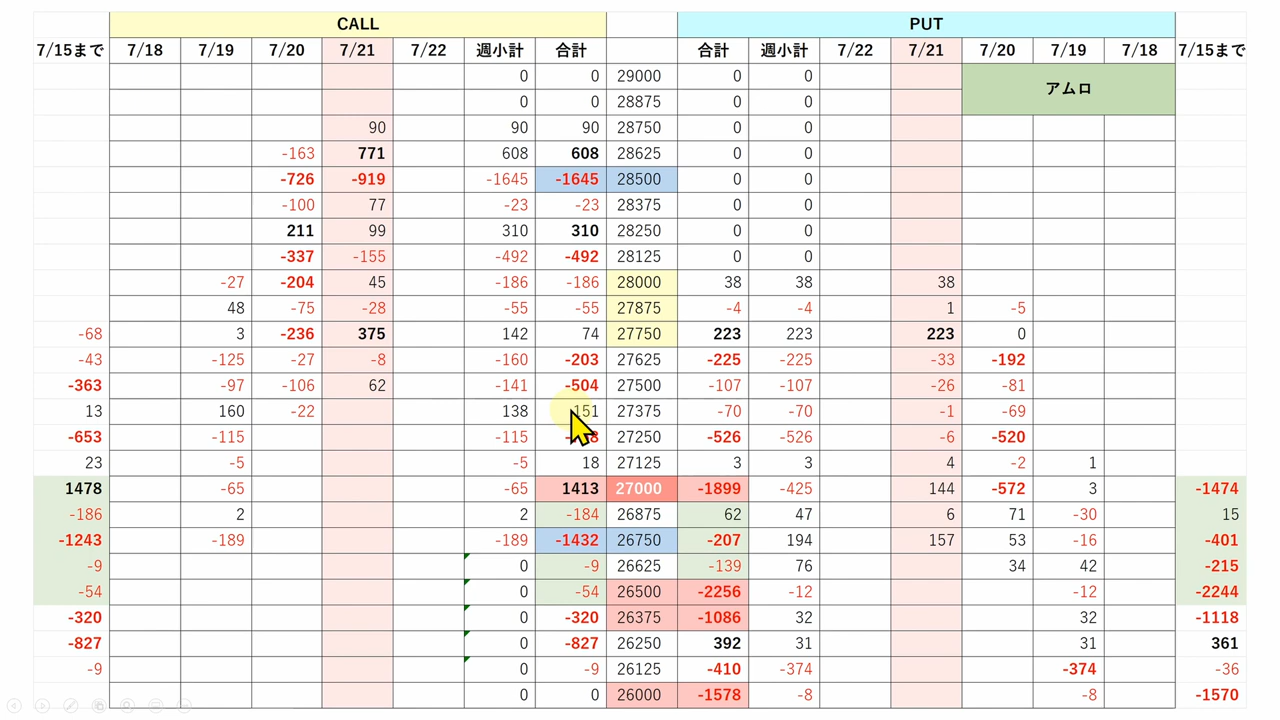 CALL PUT
7/15まで 7/18 7/19 7/20 7/21 7/22 週小計 合計 合計 週小計 7/22 7/21 7/20 7/19 7/18 7/15まで
0 0 29000 0 0 アムロ
0 0 28875 0 0
90 90 90 28750 0 0
-163 771 608 608 28625 0 0
-726 -919 -1645 -1645 28500 0 0
-100 77 -23 -23 28375 0 0
211 99 310 310 28250 0 0
-337 -155 -492 -492 28125 0 0
-27 -204 45 -186 -186 28000 38 38 38
48 -75 -28 -55 -55 27875 -4 -4 1 -5
-68 3 -236 375 142 74 27750 223 223 223 0
-43 -125 -27 -8 -160 -203 27625 -225 -225 -33 -192
-363 -97 -106 62 -141 -504 27500 -107 -107 -26 -81
13 160 -22 138 151 27375 -70 -70 -1 -69
-653 -115 -115 27250 -526 -526 -6 -520
23 -5 -5 18 27125 3 3 4 -2 1
1478 -65 -65 1413 27000 -1899 -425 144 -572 3 -1474
-186 2 2 -184 26875 62 47 6 71 -30 15
-1243 -189 -189 -1432 26750 -207 194 157 53 -16 -401
-9 0 -9 26625 -139 76 34 42 -215
-54 0 -54 26500 -2256 -12 -12 -2244
-320 0 -320 26375 -1086 32 32 -1118
-827 0 -827 26250 392 31 31 361
-9 0 -9 26125 -410 -374 -374 -36
0 0 26000 -1578 -8 -8 -1570